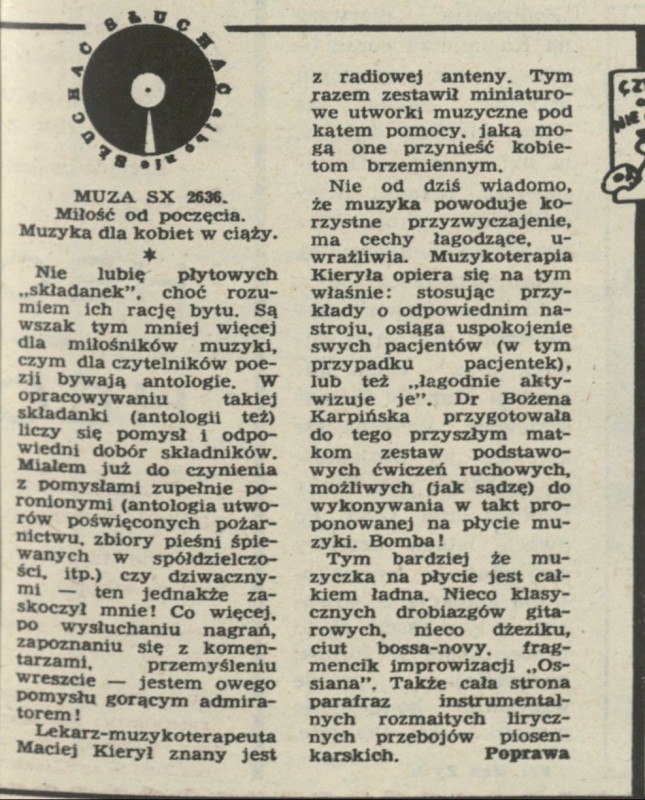 SŁUCHAĆ albo nie SŁUCHAĆ
MUZA SX 2636.
Miłość od poczęcia.
Muzyka dla kobiet w ciąży.
*
Nie lubię płytowych
„składanek", choć rozu-
miem ich rację bytu. Są
wszak tym mniej więcej
dla miłośników muzyki,
czym dla czytelników poe-
zji bywają antologie. W
opracowywaniu takiej
składanki (antologii też)
liczy się pomysł i odpo-
wiedni dobór składników.
Miałem już do czynienia
z pomysłami zupełnie po-
ronionymi (antologia utwo-
rów poświęconych pożar-
nictwu, zbiory pieśni śpie-
wanych w spółdzielczo-
ści, itp.) czy dziwaczny-
mi — ten jednakże za-
skoczył mnie! Co więcej,
po wysłuchaniu nagrań,
zapoznaniu się z komen-
tarzami, przemyśleniu
wreszcie — jestem owego
pomysłu gorącym admira-
torem!
Lekarz-muzykoterapeuta
Maciej Kierył znany jest
z radiowej anteny. Tym
razem zestawił miniaturo-
we utworki muzyczne pod
kątem pomocy, jaką mo-
gą one przynieść kobie-
tom brzemiennym.
Nie od dziś wiadomo,
że muzyka powoduje ko-
rzystne przyzwyczajenie,
ma cechy łagodzące, u-
wrażliwia. Muzykoterapia
Kieryła opiera się na tym
właśnie: stosując przy-
kłady o odpowiednim na-
stroju, osiąga uspokojenie
swych pacjentów (w tym
przypadku pacjentek),
lub też „łagodnie akty-
wizuje je". Dr Bożena
Karpińska przygotowała
do tego przyszłym mat-
kom zestaw podstawo-
wych ćwiczeń ruchowych,
możliwych (jak sądzę) do
wykonywania w takt pro-
ponowanej na płycie mu-
zyki. Bomba!
Tym bardziej że mu-
zyczka na płycie jest cał-
kiem ładna. Nieco klasy-
cznych drobiazgów gita-
rowych, nieco dżeziku,
ciut bossa-novy, frag-
mencik improwizacji „Os-
siana". Także cała strona
parafraz instrumental-
nych rozmaitych lirycz-
nych przebojów piosen-
karskich. Poprawa